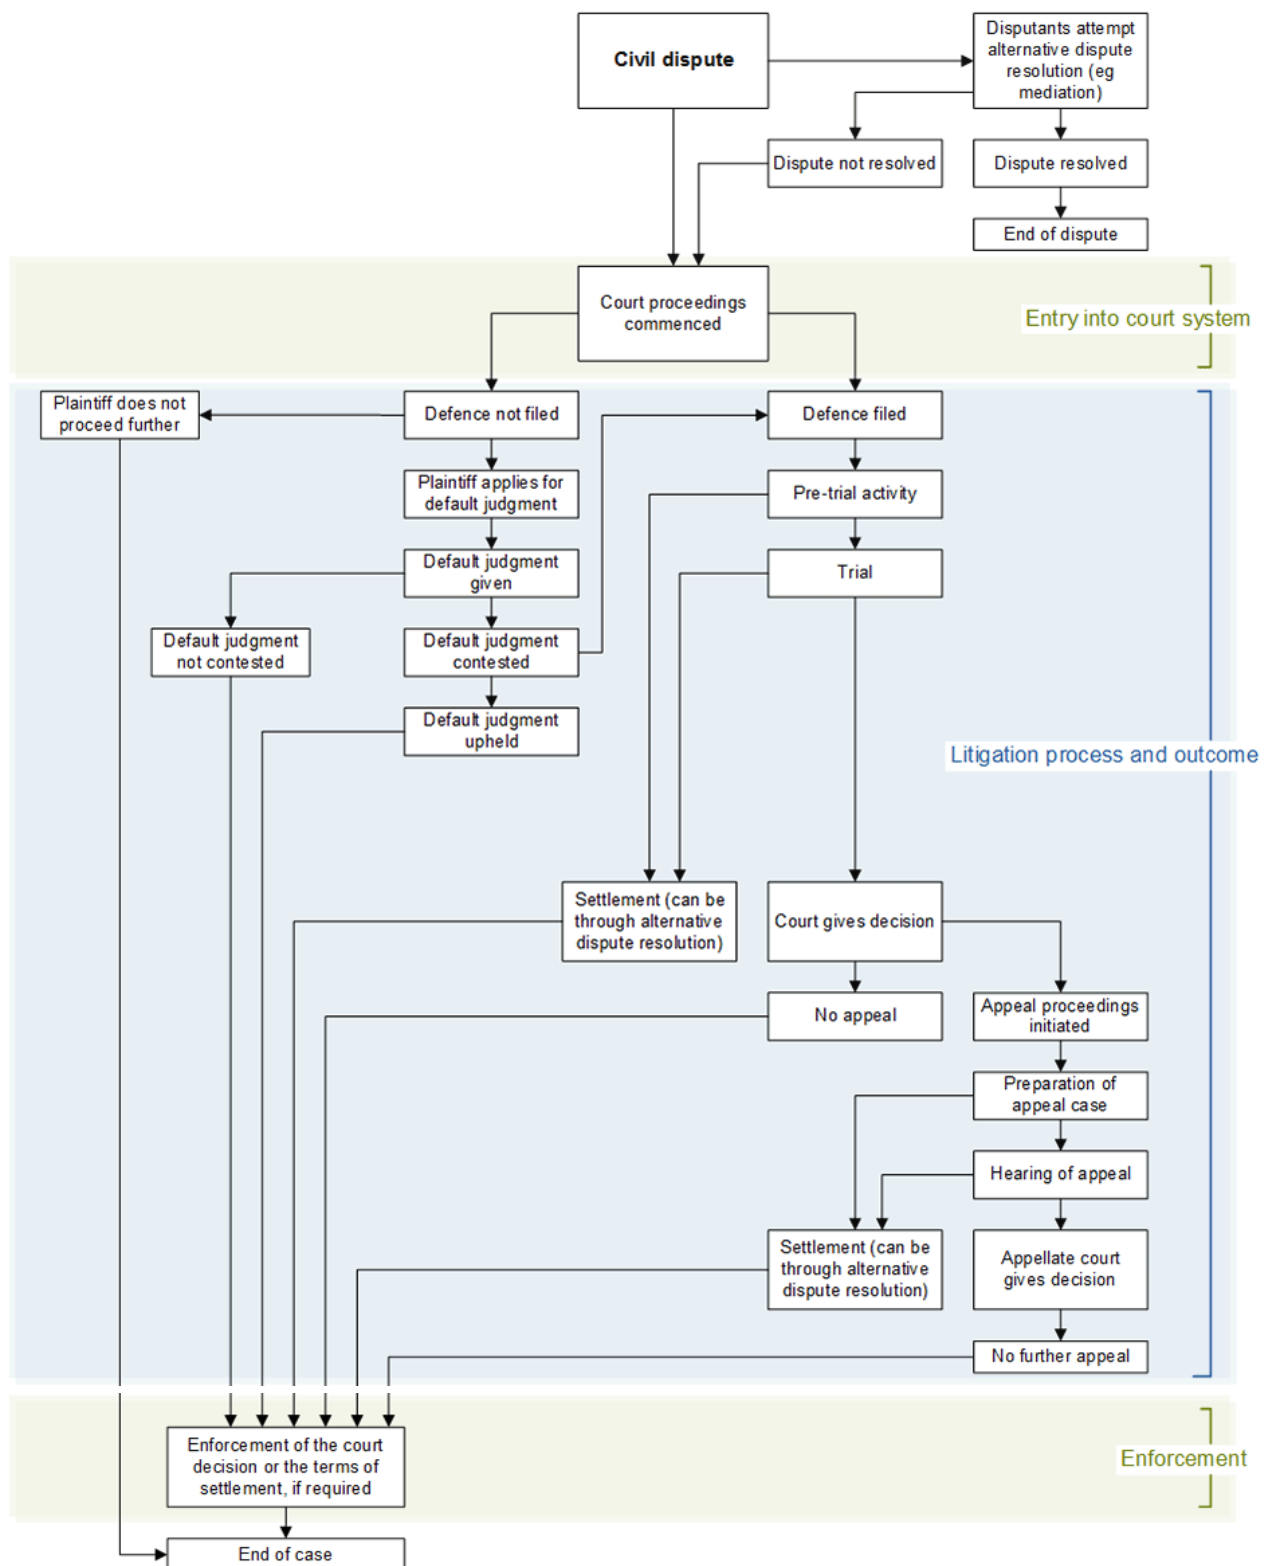 Civil dispute
Disputants attempt
alternative dispute
resolution (eg
mediation)
Dispute not resolved
Dispute resolved
End of dispute
Court proceedings
commenced
Entry into court system
Plaintiff does not
proceed further
Defence not filed
Defence filed
Plaintiff applies for
default judgment
Pre-trial activity
Default judgment
given
Trial
Default judgment
not contested
Default judgment
contested
Default judgment
upheld
Litigation process and outcome
Settlement (can be
through alternative
dispute resolution)
Court gives decision
No appeal
Appeal proceedings
initiated
Preparation of
appeal case
Hearing of appeal
Settlement (can be
through alternative
dispute resolution)
Appellate court
gives decision
No further appeal
Enforcement of the court
decision or the terms of
settlement, if required
Enforcement
End of case